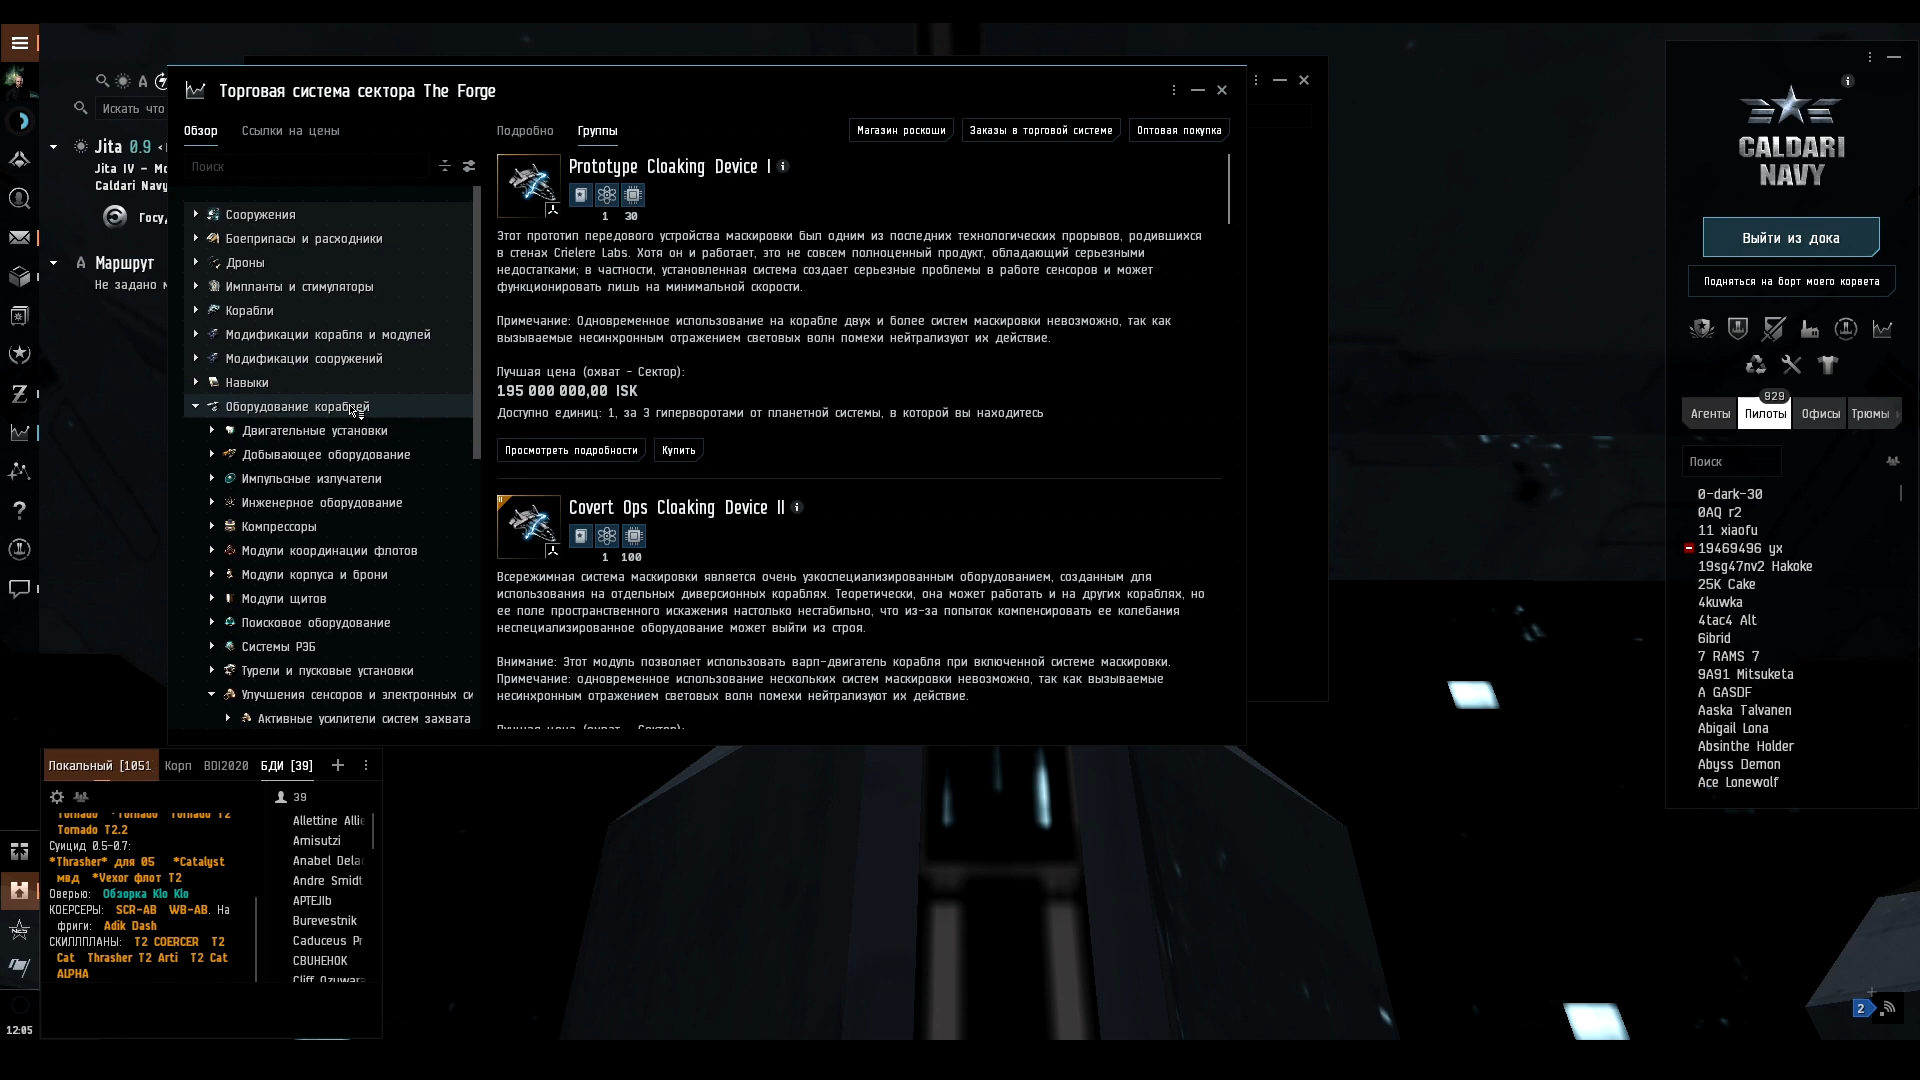 Искать что
Jita 0.9
Jita IV - Mo
Caldari Navy
Госу
Маршрут
Не задано м
Торговая система сектора The Forge
Обзор
Ссылки на цены
Поиск
Сооружения
Боеприпасы и расходники
Дроны
Импланты и стимуляторы
Корабли
Модификации корабля и модулей
Модификации сооружений
Навыки
Оборудование кораблей
Двигательные установки
Добывающее оборудование
Импульсные излучатели
Инженерное оборудование
Компрессоры
Модули координации флотов
Модули корпуса и брони
Модули щитов
Поисковое оборудование
Системы РЭБ
Турели и пусковые установки
Улучшения сенсоров и электронных си
Активные усилители систем захвата
Подробно
Группы
Магазин роскоши
Заказы в торговой системе
Оптовая покупка
Prototype Cloaking Device I
1 30
Этот прототип передового устройства маскировки был одним из последних технологических прорывов, родившихся
в стенах Crielere Labs. Хотя он и работает, это не совсем полноценный продукт, обладающий серьезными
недостатками; в частности, установленная система создает серьезные проблемы в работе сенсоров и может
функционировать лишь на минимальной скорости.
Примечание: Одновременное использование на корабле двух и более систем маскировки невозможно, так как
вызываемые несинхронным отражением световых волн помехи нейтрализуют их действие.
Лучшая цена (охват - Сектор):
195 000 000,00 ISK
Доступно единиц: 1, за 3 гиперворотами от планетной системы, в которой вы находитесь
Просмотреть подробности
Купить
Covert Ops Cloaking Device II
1 100
Всережимная система маскировки является очень узкоспециализированным оборудованием, созданным для
использования на отдельных диверсионных кораблях. Теоретически, она может работать и на других кораблях, но
ее поле пространственного искажения настолько нестабильно, что из-за попыток компенсировать ее колебания
неспециализированное оборудование может выйти из строя.
Внимание: Этот модуль позволяет использовать варп-двигатель корабля при включенной системе маскировки.
Примечание: одновременное использование нескольких систем маскировки невозможно, так как вызываемые
несинхронным отражением световых волн помехи нейтрализуют их действие.
Лучшая цена (охват - Сектор):
CALDARI
NAVY
Выйти из дока
Подняться на борт моего корвета
929
Агенты
Пилоты
Офисы
Трюмы
Поиск
0-dark-30
0AQ r2
11 xiaofu
19469496 yx
19sg47nv2 Hakoke
25K Cake
4kuwka
4tac4 Alt
6ibrid
7 RAMS 7
9A91 Mitsuketa
A GASDF
Aaska Talvanen
Abigail Lona
Absinthe Holder
Abyss Demon
Ace Lonewolf
Локальный [1051
Корп
BDI2020
БДИ [39]
39
Tornado *Tornado Tornado T2
Tornado T2.2
Суицид 0.5-0.7:
*Thrasher* для 05 *Catalyst
мвд *Vexor флот T2
Оверью: Обзорка Klo Klo
КОЕРСЕРЫ: SCR-AB WB-AB. На
фриги: Adik Dash
СКИЛЛПЛАНЫ: T2 COERCER T2
Cat Thrasher T2 Arti T2 Cat
ALPHA
Allettine Allie
Amisutzi
Anabel Dela
Andre Smidt
APTEJIb
Burevestnik
Caduceus Pr
CBUHEHOK
Cliff Ozuwara
12:05
2